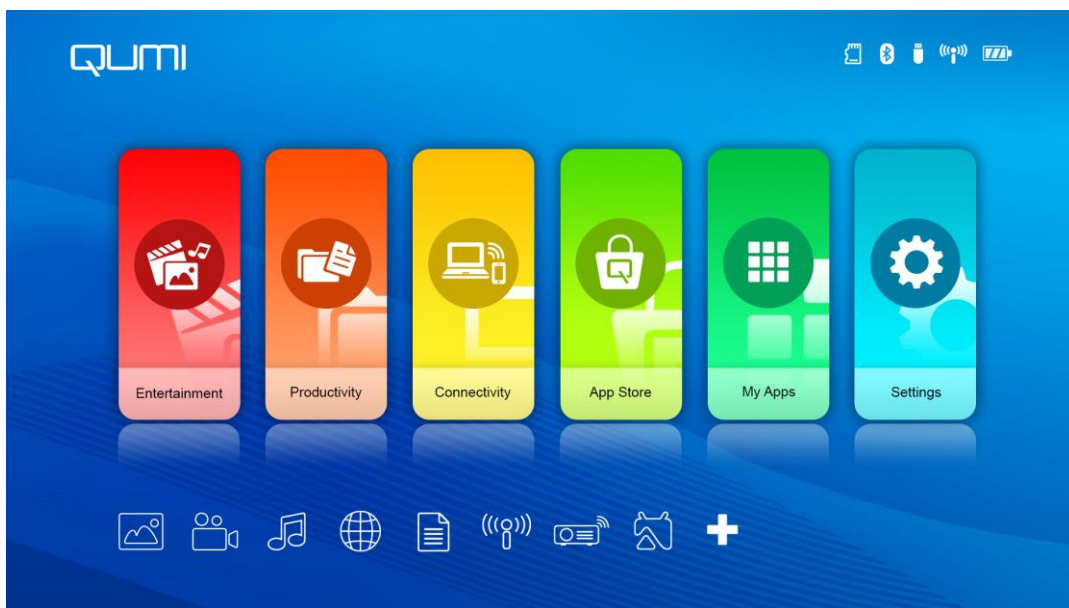 QUMI
Entertainment
Productivity
Connectivity
App Store
My Apps
Settings